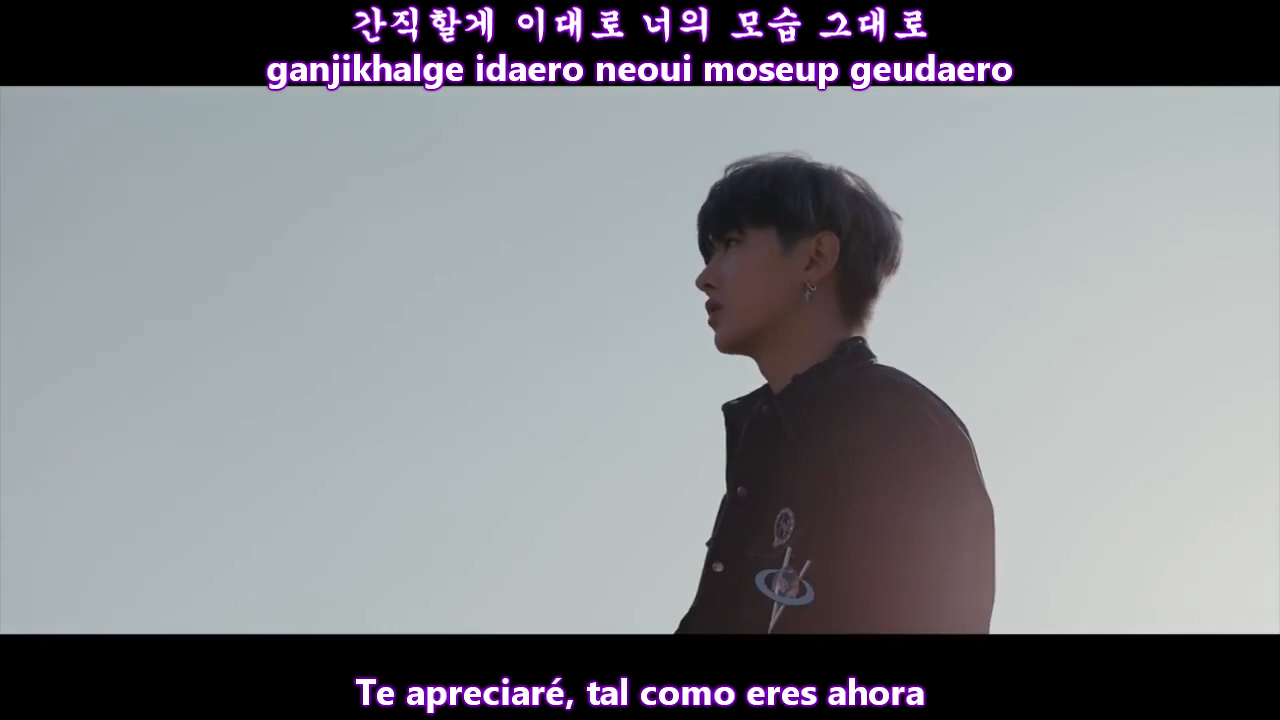 간직할게 이대로 너의 모습 그대로
ganjikhalge idaero neoui moseup geudaero
Te apreciaré, tal como eres ahora